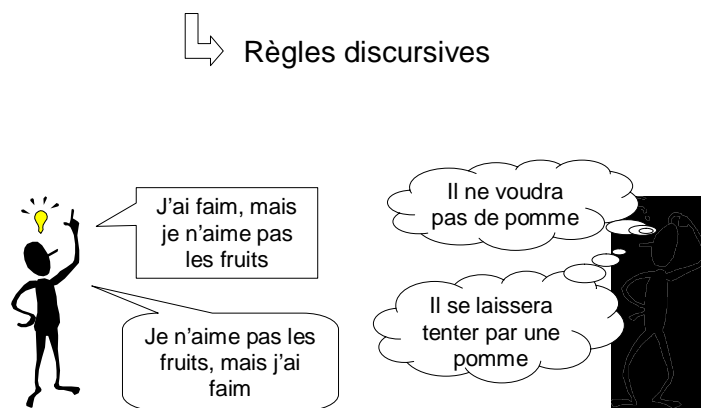 Règles discursives
J'ai faim, mais
je n'aime pas
les fruits
Il ne voudra
pas de pomme
Je n'aime pas les
fruits, mais j'ai
faim
Il se laissera
tenter par une
pomme